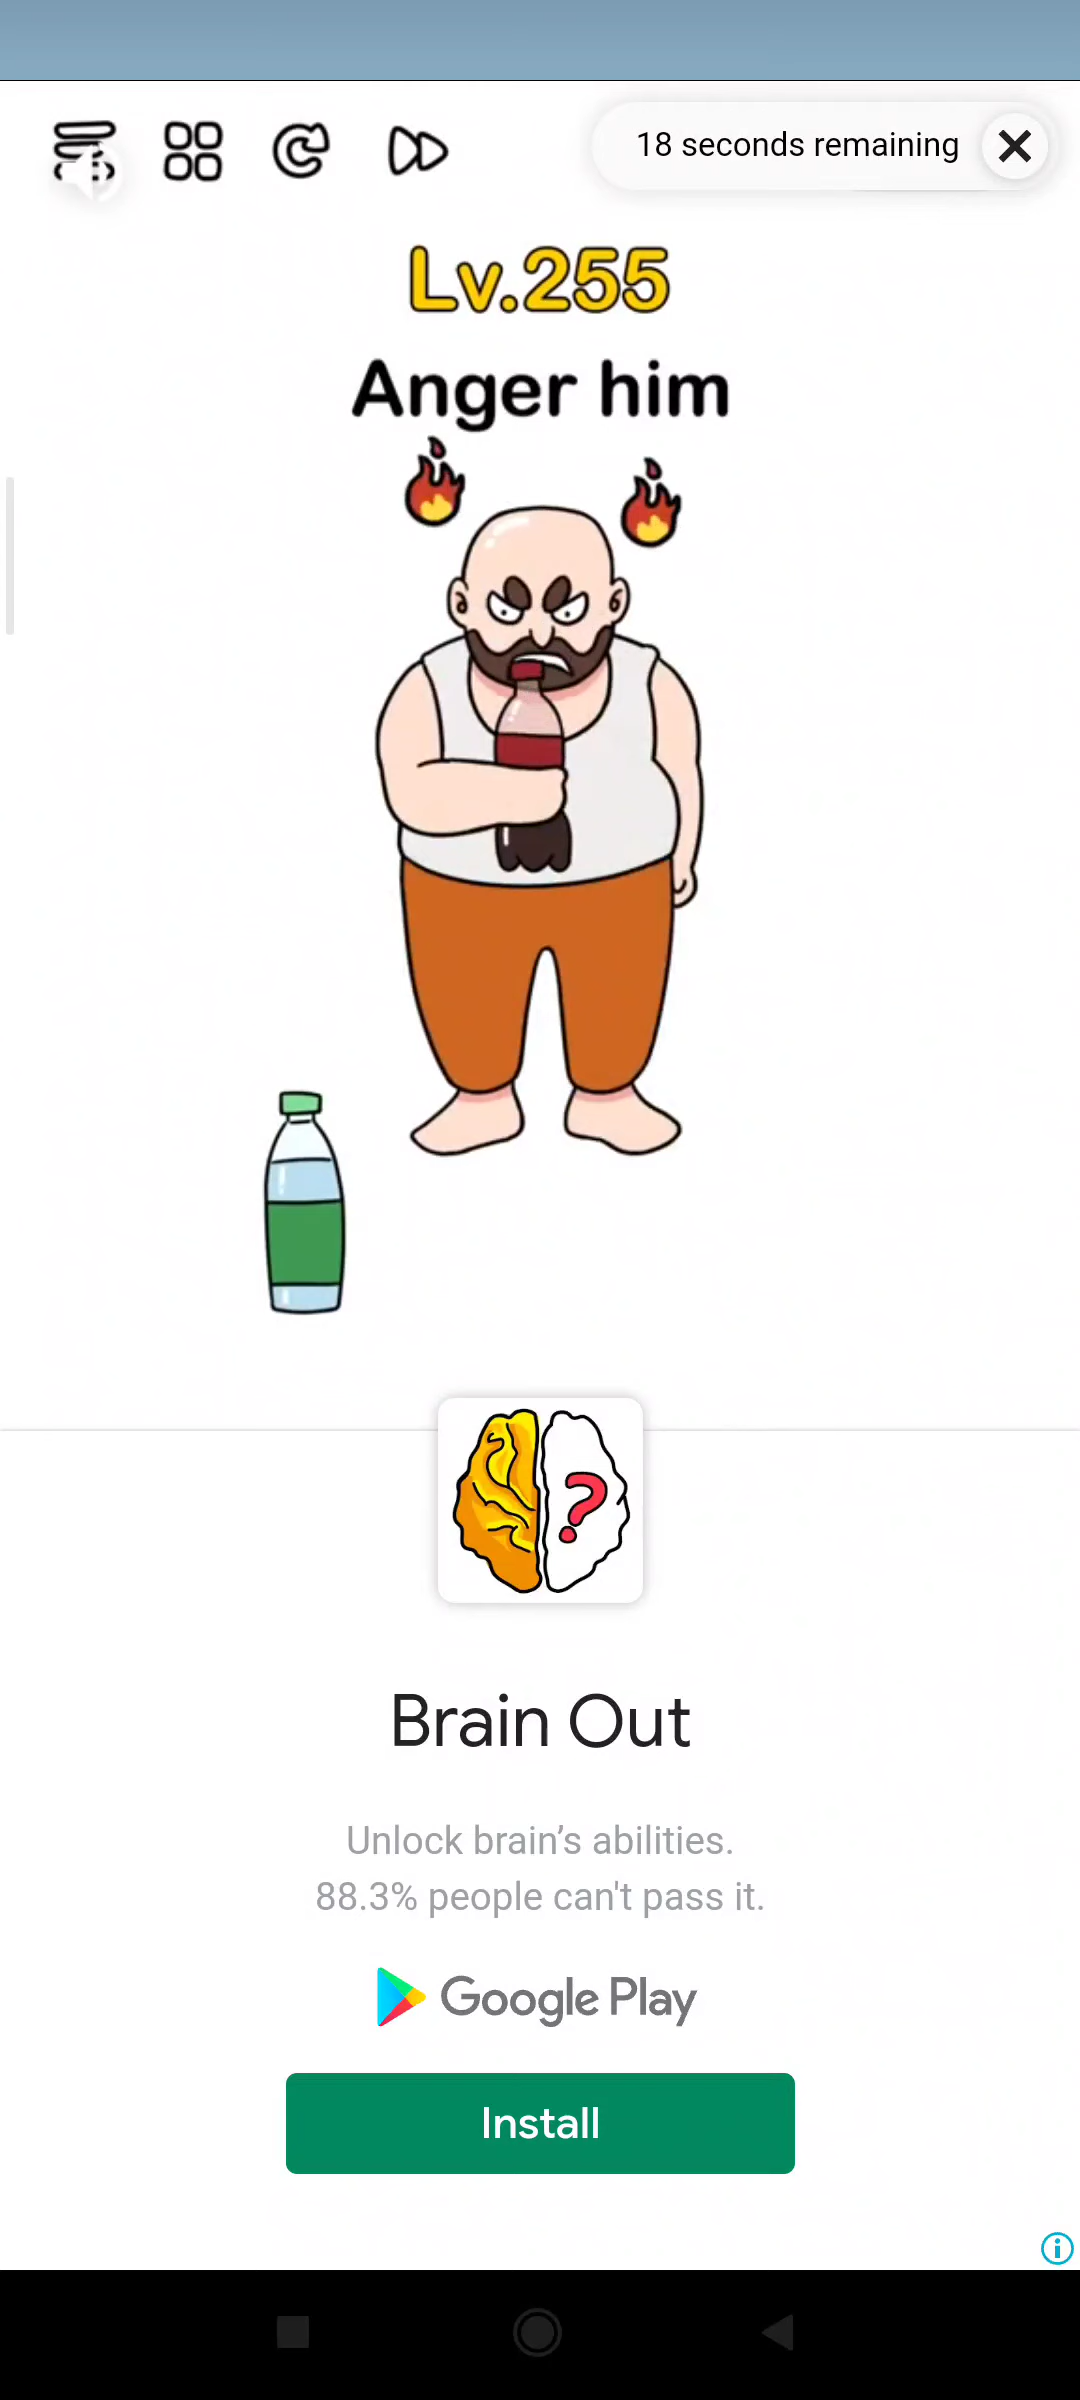 18 seconds remaining
Lv.255
Anger him
Brain Out
Unlock brain's abilities.
88.3% people can't pass it.
Google Play
Install